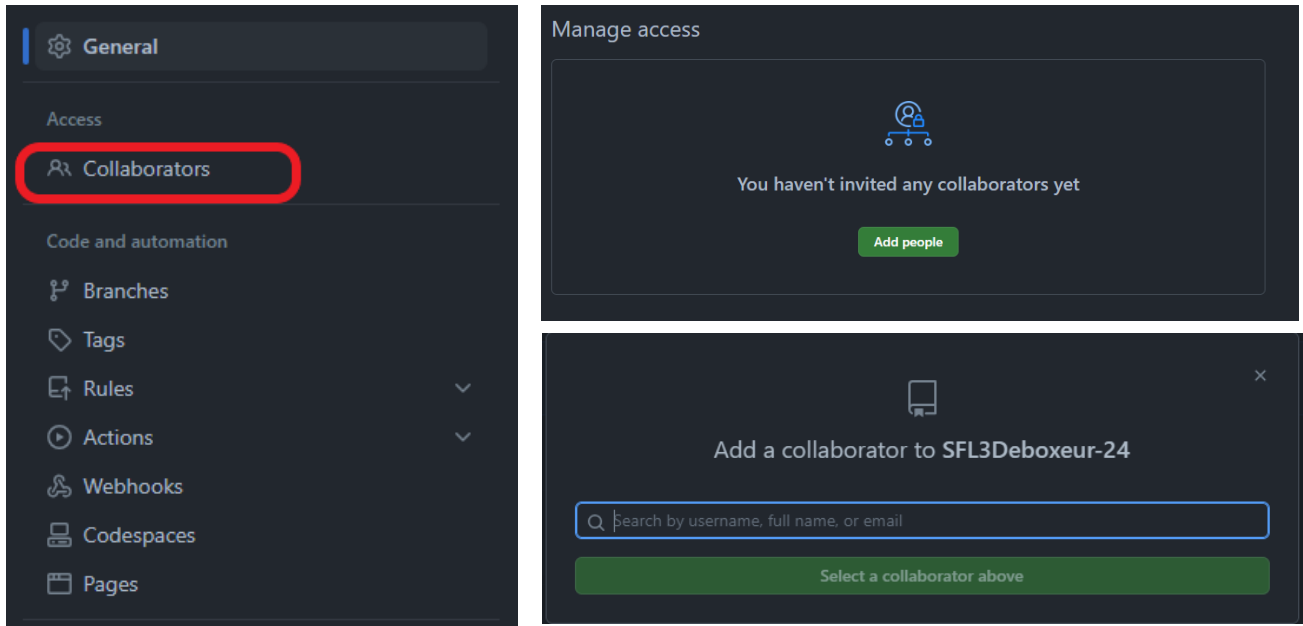 General
Access
Collaborators
Code and automation
Branches
Tags
Rules
Actions
Webhooks
Codespaces
Pages
Manage access
You haven't invited any collaborators yet
Add people
Add a collaborator to SFL3Deboxeur-24
Search by username, full name, or email
Select a collaborator above